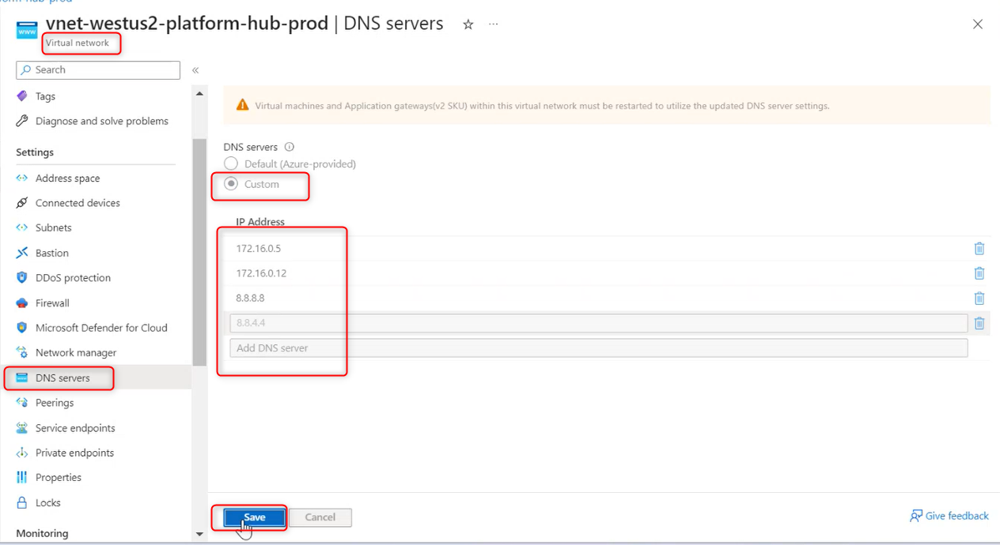 vnet-westus2-platform-hub-prod | DNS servers
Virtual network
Search
Tags
Diagnose and solve problems
Settings
Address space
Connected devices
Subnets
Bastion
DDoS protection
Firewall
Microsoft Defender for Cloud
Network manager
DNS servers
Peerings
Service endpoints
Private endpoints
Properties
Locks
Monitoring
Virtual machines and Application gateways(v2 SKU) within this virtual network must be restarted to utilize the updated DNS server settings.
DNS servers
Default (Azure-provided)
Custom
IP Address
172.16.0.5
172.16.0.12
8.8.8.8
8.8.4.4
Add DNS server
Save Cancel
Give feedback